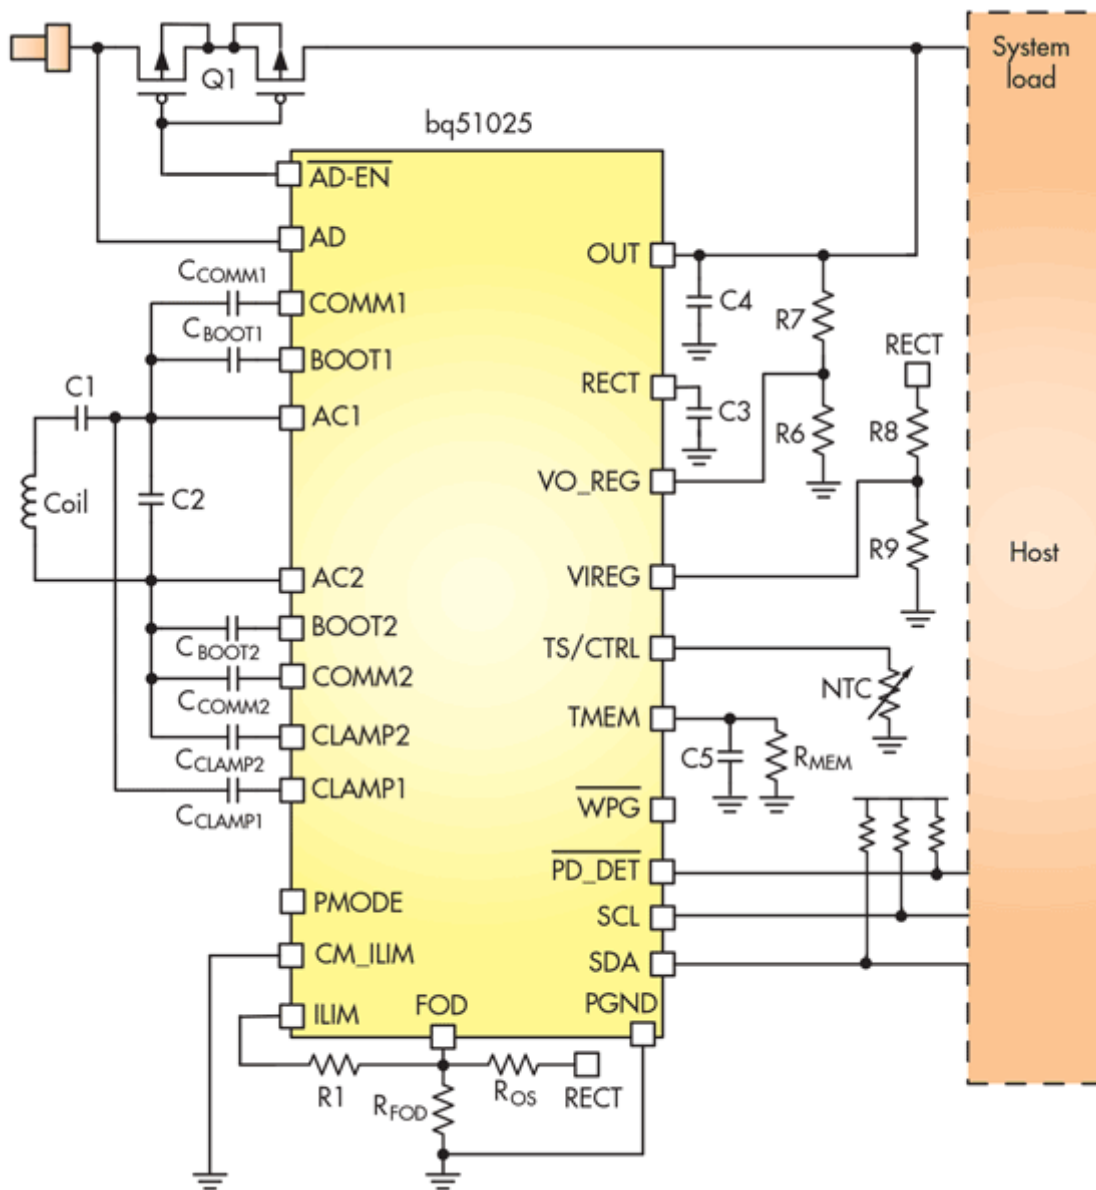 System
load
Q1
bq51025
AD-EN
AD
OUT
CCOMM1
COMM1
C4
R7
CBOOT1
BOOT1
RECT
RECT
C1
AC1
C3
R6
R8
VO_REG
Coil
C2
R9
Host
AC2
VIREG
BOOT2
CBOOT2
TS/CTRL
COMM2
CCOMM2
NTC
TMEM
CLAMP2
CCLAMP2
C5
RMEM
CLAMP1
CCLAMP1
WPG
PD_DET
PMODE
SCL
CM_ILIM
SDA
ILIM
FOD
PGND
R1
ROS
RECT
RFOD